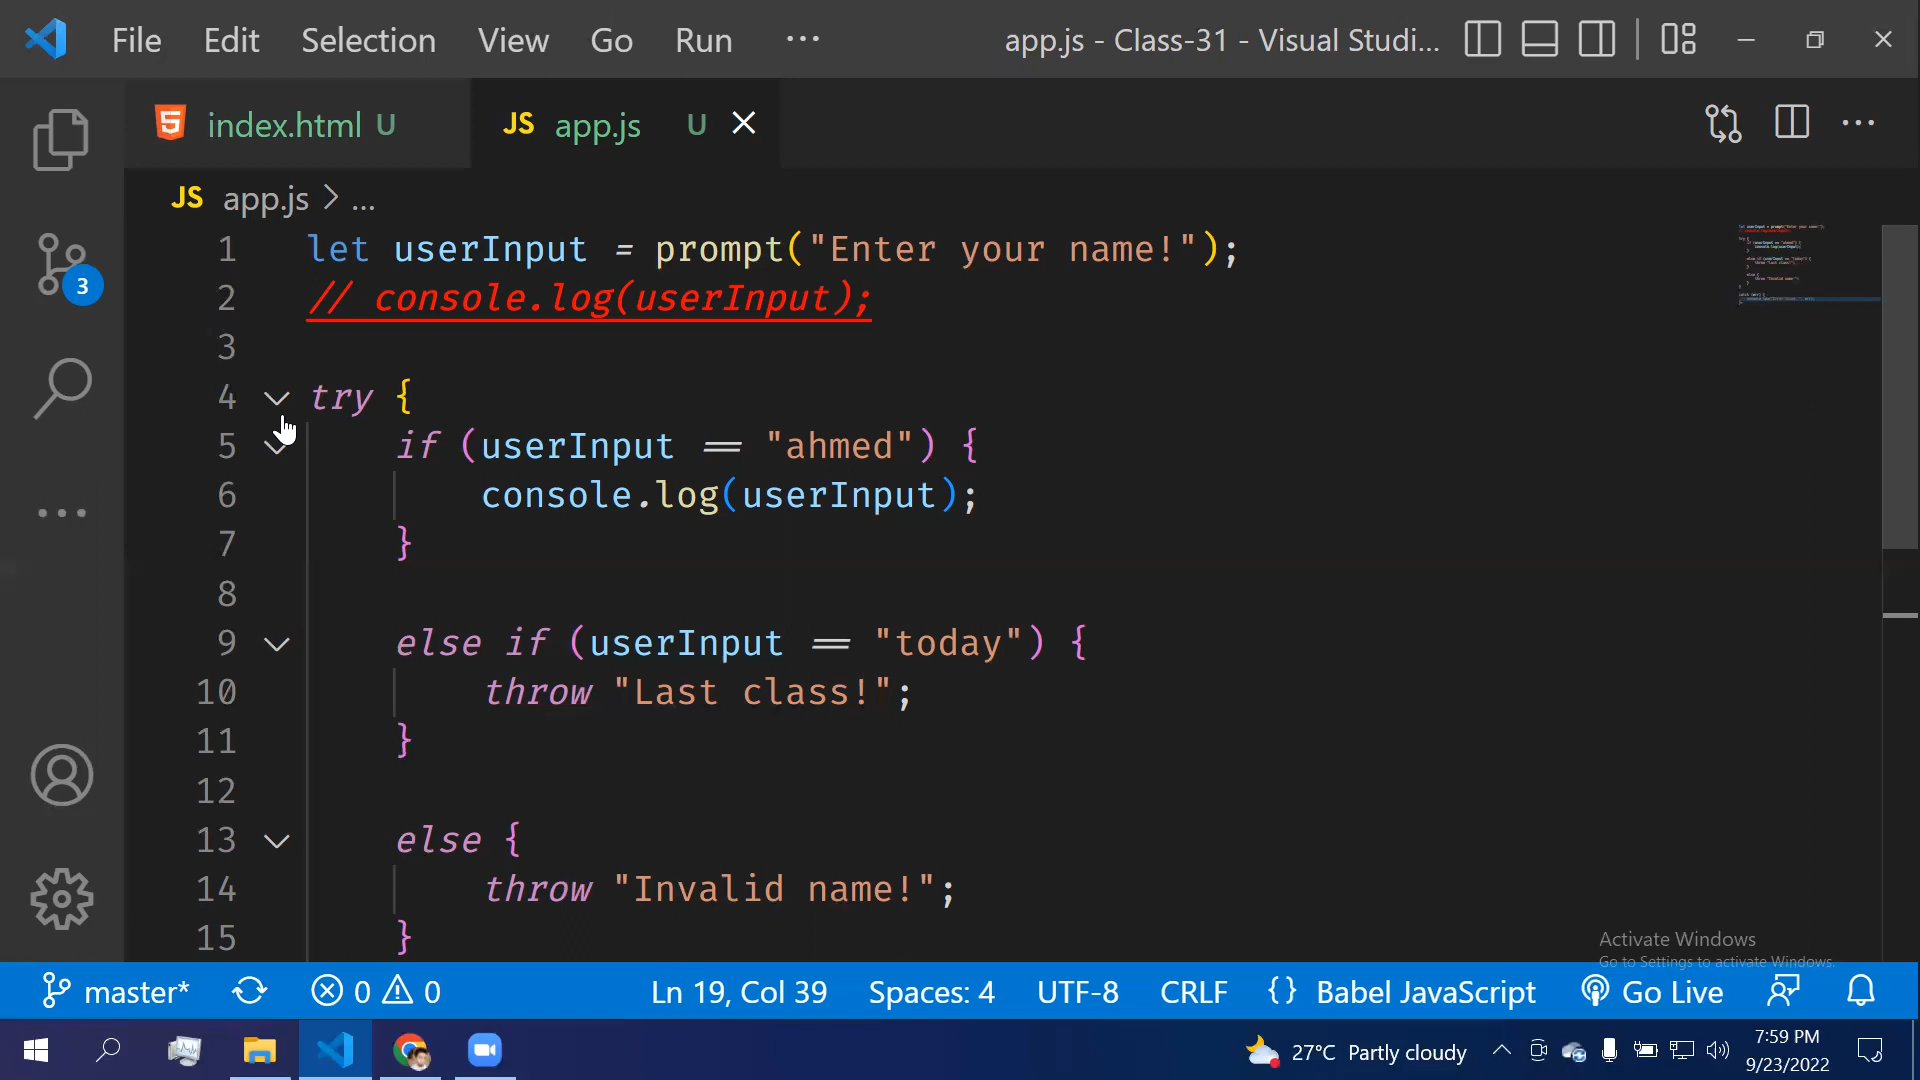 File Edit Selection View Go Run ··· app.js - Class-31 - Visual Studi...
index.html U JS app.js U
JS app.js > ...
1 let userInput = prompt("Enter your name!");
2 // console.log(userInput);
3
4 try {
5 if (userInput == "ahmed") {
6 console.log(userInput);
7 }
8
9 else if (userInput == "today") {
10 throw "Last class!";
11 }
12
13 else {
14 throw "Invalid name!";
15 }
3
Activate Windows
Go to Settings to activate Windows.
master* 0 0 Ln 19, Col 39 Spaces: 4 UTF-8 CRLF {} Babel JavaScript Go Live
27°C Partly cloudy 7:59 PM
9/23/2022